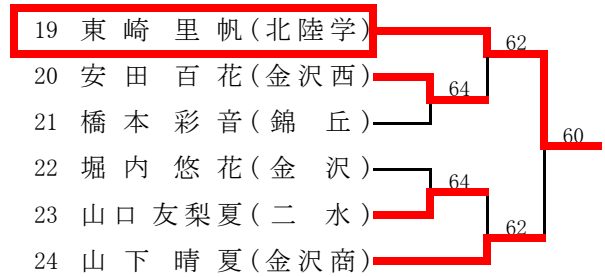 19 東 崎 里 帆(北陸学) 62
20 安 田 百 花(金沢西) 64
21 橋 本 彩 音(錦 丘) 60
22 堀 内 悠 花(金 沢) 64
23 山口 友梨夏(二 水) 62
24 山 下 晴 夏(金沢商)